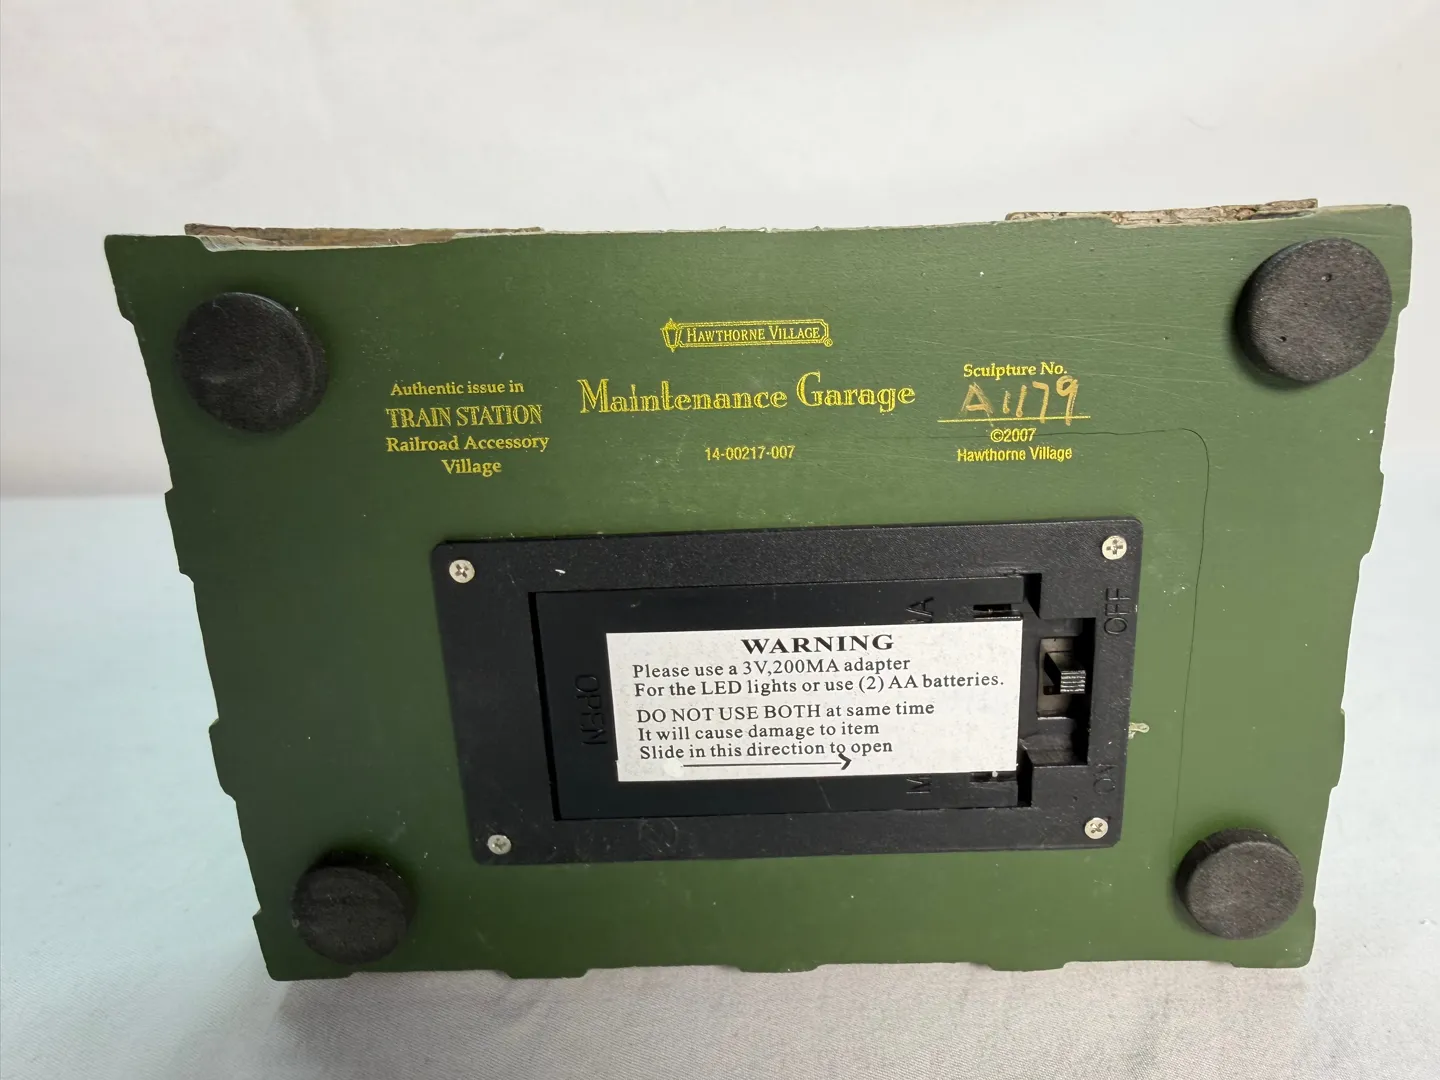 HAWTHORNE VILLAGE®
Authentic issue in
TRAIN STATION
Railroad Accessory
Village
Maintenance Garage
14-00217-007
Sculpture No.
A1179
©2007
Hawthorne Village
WARNING
Please use a 3V,200MA adapter
For the LED lights or use (2) AA batteries.
DO NOT USE BOTH at same time
It will cause damage to item
Slide in this direction to open
OPEN
OFF